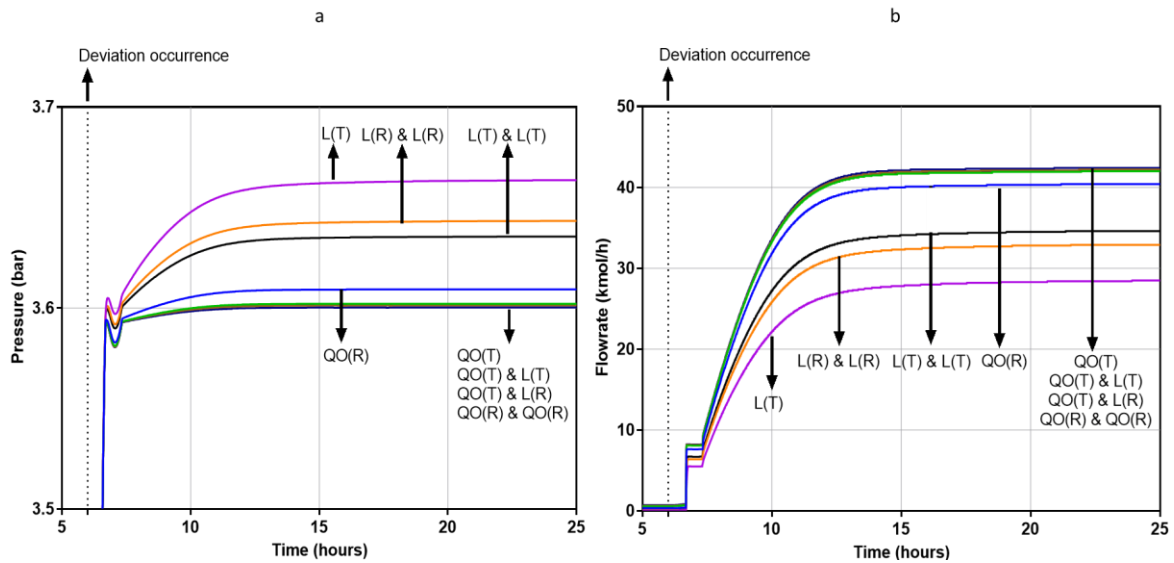 a
Deviation occurrence
3.7
3.6
3.5
Pressure (bar)
L(T)
L(R) & L(R)
L(T) & L(T)
QO(R)
QO(T)
QO(T) & L(T)
QO(T) & L(R)
QO(R) & QO(R)
5
10
15
20
25
Time (hours)
b
Deviation occurrence
50
40
30
20
10
0
Flowrate (kmol/h)
L(T)
L(R) & L(R)
L(T) & L(T)
QO(R)
QO(T)
QO(T) & L(T)
QO(T) & L(R)
QO(R) & QO(R)
5
10
15
20
25
Time (hours)